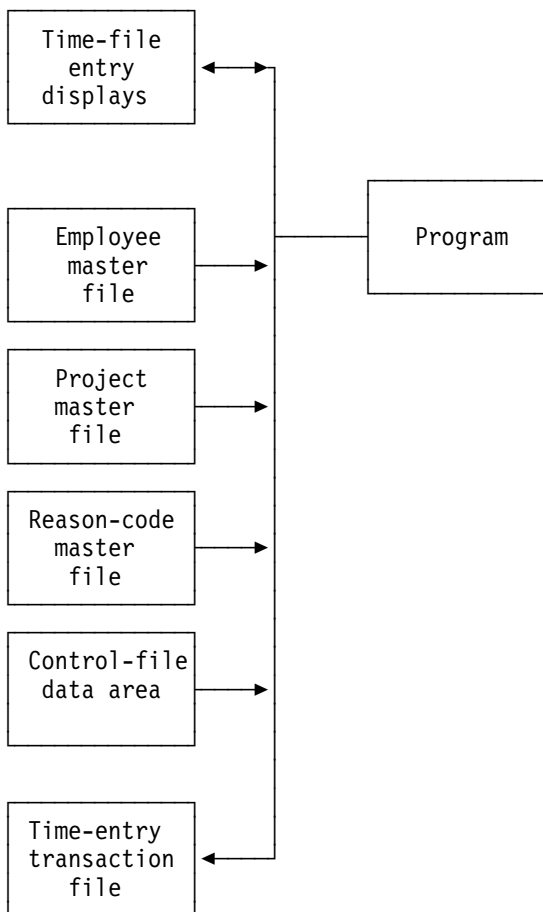 Time-file
entry
displays
Program
Employee
master
file
Project
master
file
Reason-code
master
file
Control-file
data area
Time-entry
transaction
file